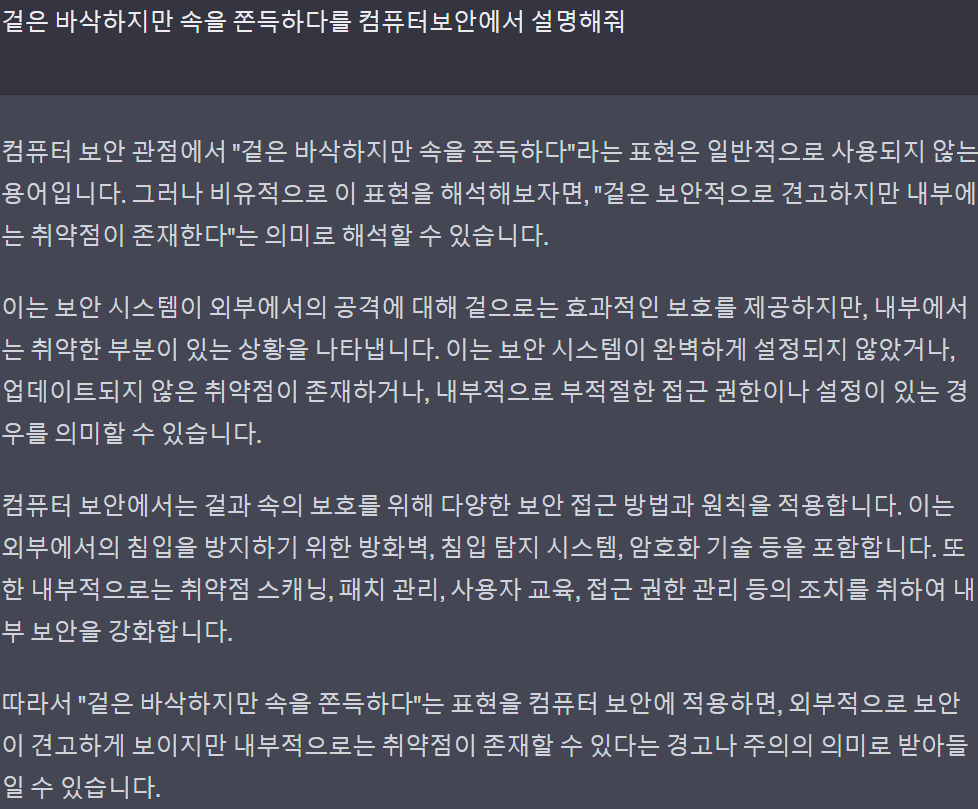 겉은 바삭하지만 속을 쫀득하다를 컴퓨터보안에서 설명해줘
컴퓨터 보안 관점에서 "겉은 바삭하지만 속을 쫀득하다"라는 표현은 일반적으로 사용되지 않는
용어입니다. 그러나 비유적으로 이 표현을 해석해보자면, "겉은 보안적으로 견고하지만 내부에
는 취약점이 존재한다"는 의미로 해석할 수 있습니다.
이는 보안 시스템이 외부에서의 공격에 대해 겉으로는 효과적인 보호를 제공하지만, 내부에서
는 취약한 부분이 있는 상황을 나타냅니다. 이는 보안 시스템이 완벽하게 설정되지 않았거나,
업데이트되지 않은 취약점이 존재하거나, 내부적으로 부적절한 접근 권한이나 설정이 있는 경
우를 의미할 수 있습니다.
컴퓨터 보안에서는 겉과 속의 보호를 위해 다양한 보안 접근 방법과 원칙을 적용합니다. 이는
외부에서의 침입을 방지하기 위한 방화벽, 침입 탐지 시스템, 암호화 기술 등을 포함합니다. 또
한 내부적으로는 취약점 스캐닝, 패치 관리, 사용자 교육, 접근 권한 관리 등의 조치를 취하여 내
부 보안을 강화합니다.
따라서 "겉은 바삭하지만 속을 쫀득하다"는 표현을 컴퓨터 보안에 적용하면, 외부적으로 보안
이 견고하게 보이지만 내부적으로는 취약점이 존재할 수 있다는 경고나 주의의 의미로 받아들
일 수 있습니다.